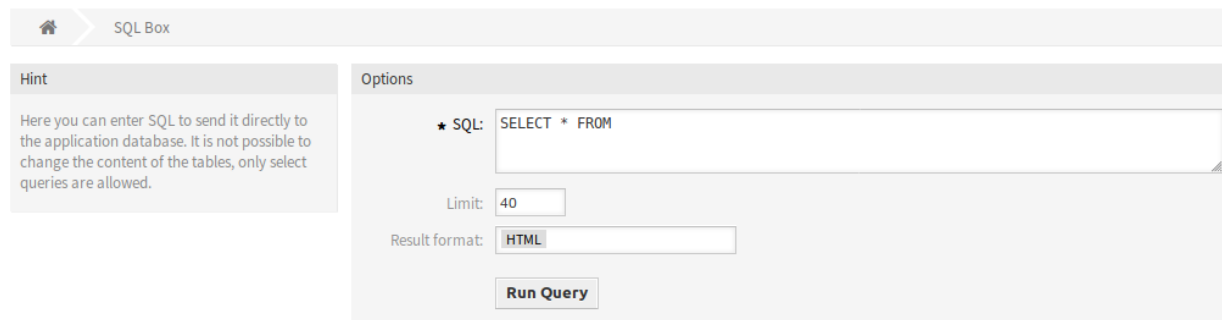 SQL Box
Hint
Here you can enter SQL to send it directly to
the application database. It is not possible to
change the content of the tables, only select
queries are allowed.
Options
★ SQL: SELECT * FROM
Limit: 40
Result format: HTML
Run Query